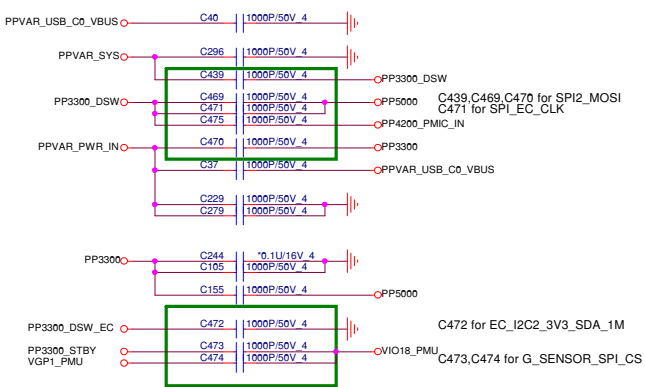 PPVAR_USB_C0_VBUS C40 1000P/50V_4
PPVAR_SYS C296 1000P/50V_4
C439 1000P/50V_4 PP3300_DSW
PP3300_DSW C469 1000P/50V_4 PP5000 C439,C469,C470 for SPI2_MOSI
C471 1000P/50V_4 C471 for SPI_EC_CLK
C475 1000P/50V_4 PP4200_PMIC_IN
PPVAR_PWR_IN C470 1000P/50V_4 PP3300
C37 1000P/50V_4 PPVAR_USB_C0_VBUS
C229 1000P/50V_4
C279 1000P/50V_4
PP3300 C244 *0.1U/16V_4
C105 1000P/50V_4
C155 1000P/50V_4 PP5000
PP3300_DSW_EC C472 1000P/50V_4 C472 for EC_I2C2_3V3_SDA_1M
PP3300_STBY C473 1000P/50V_4 VIO18_PMU
VGP1_PMU C474 1000P/50V_4 C473,C474 for G_SENSOR_SPI_CS